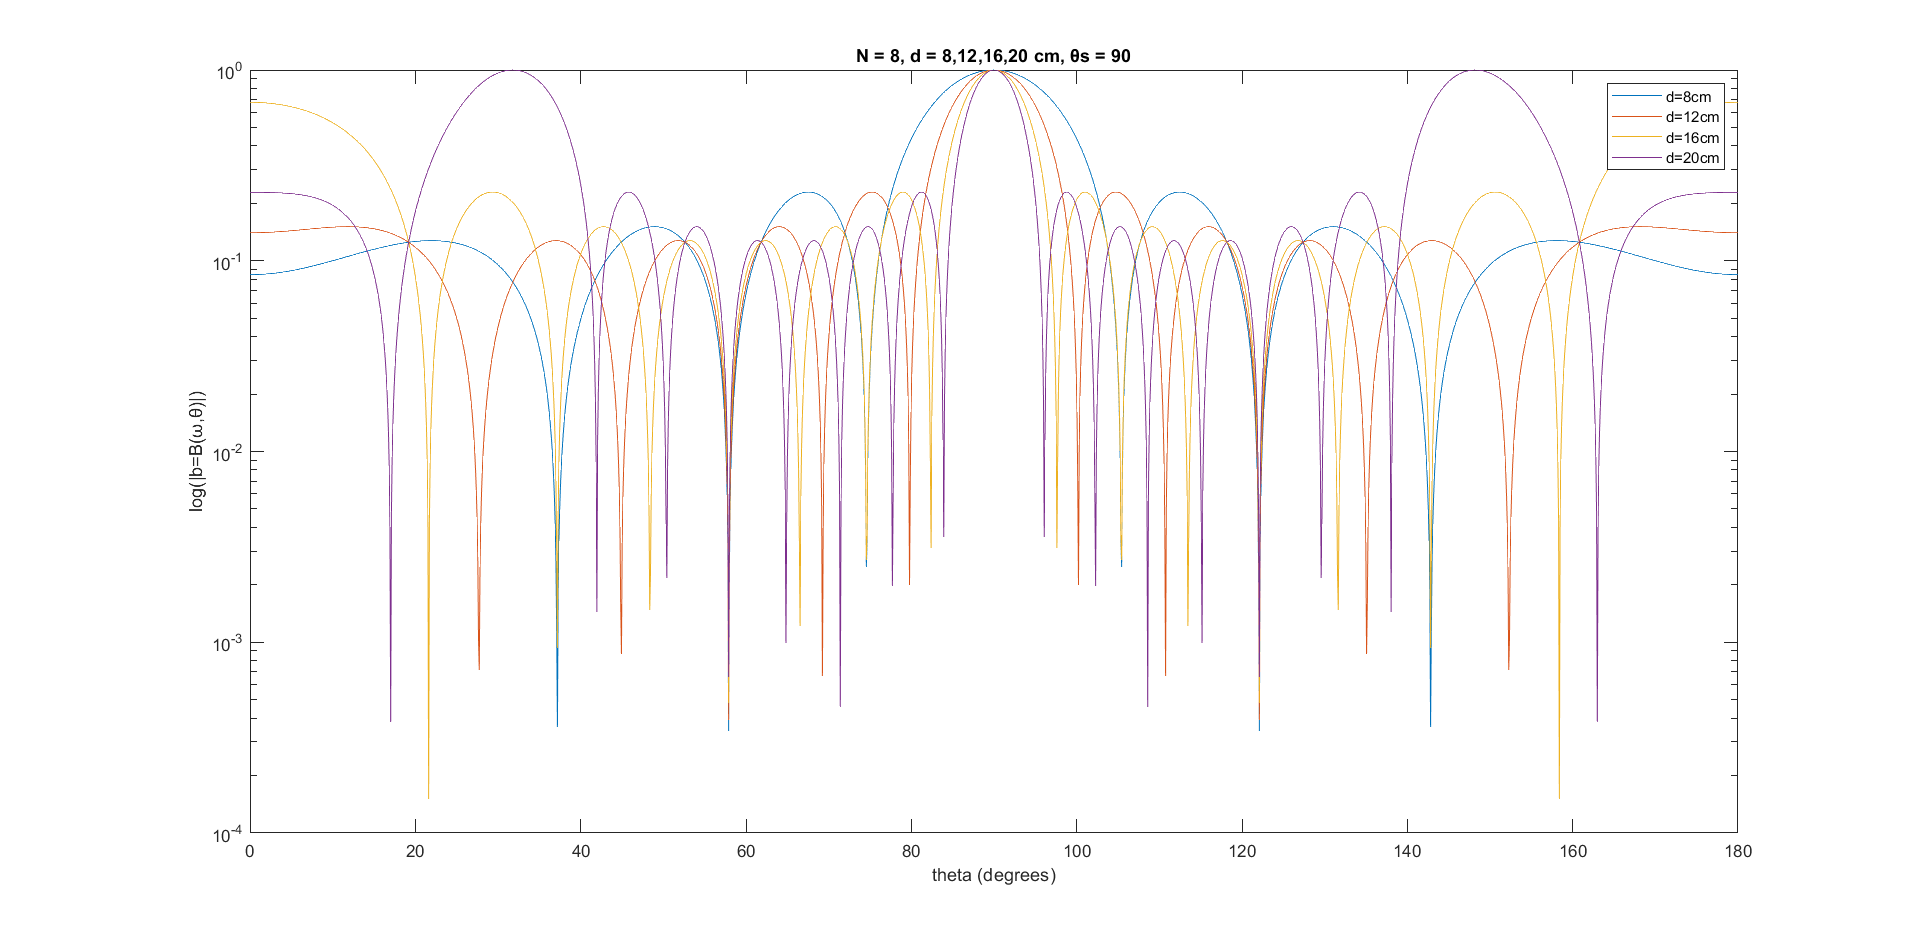 N = 8, d = 8,12,16,20 cm, θs = 90
10^0
10^-1
10^-2
10^-3
10^-4
log(|b=B(ω,θ)|)
d=8cm
d=12cm
d=16cm
d=20cm
0 20 40 60 80 100 120 140 160 180
theta (degrees)